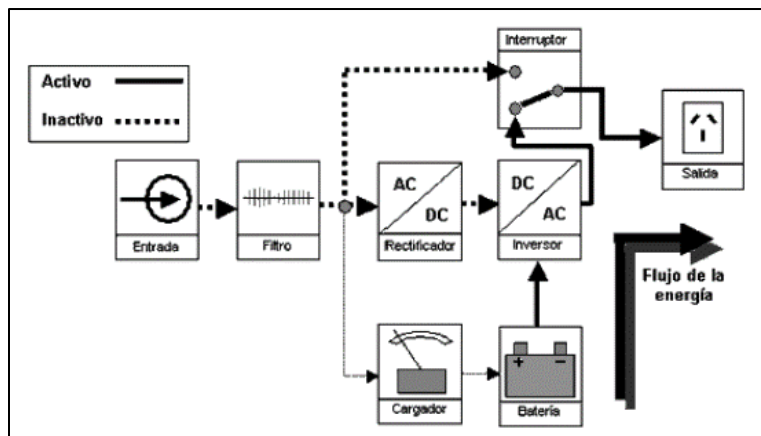 Interruptor
Activo
Inactivo
Salida
AC
DC
DC
AC
Entrada
Filtro
Rectificador
Inversor
Flujo de la
energía
+ -
Cargador
Batería